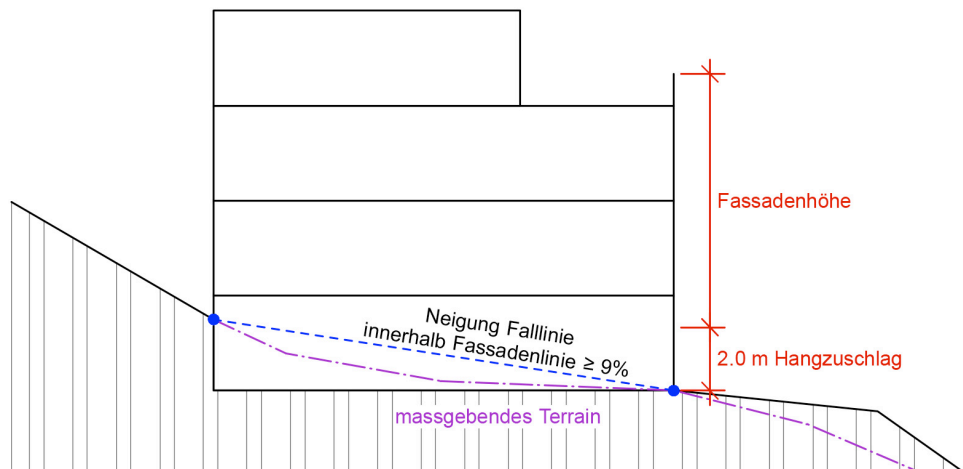 Fassadenhöhe
Neigung Falllinie
innerhalb Fassadenlinie ≥ 9%
2.0 m Hangzuschlag
massgebendes Terrain